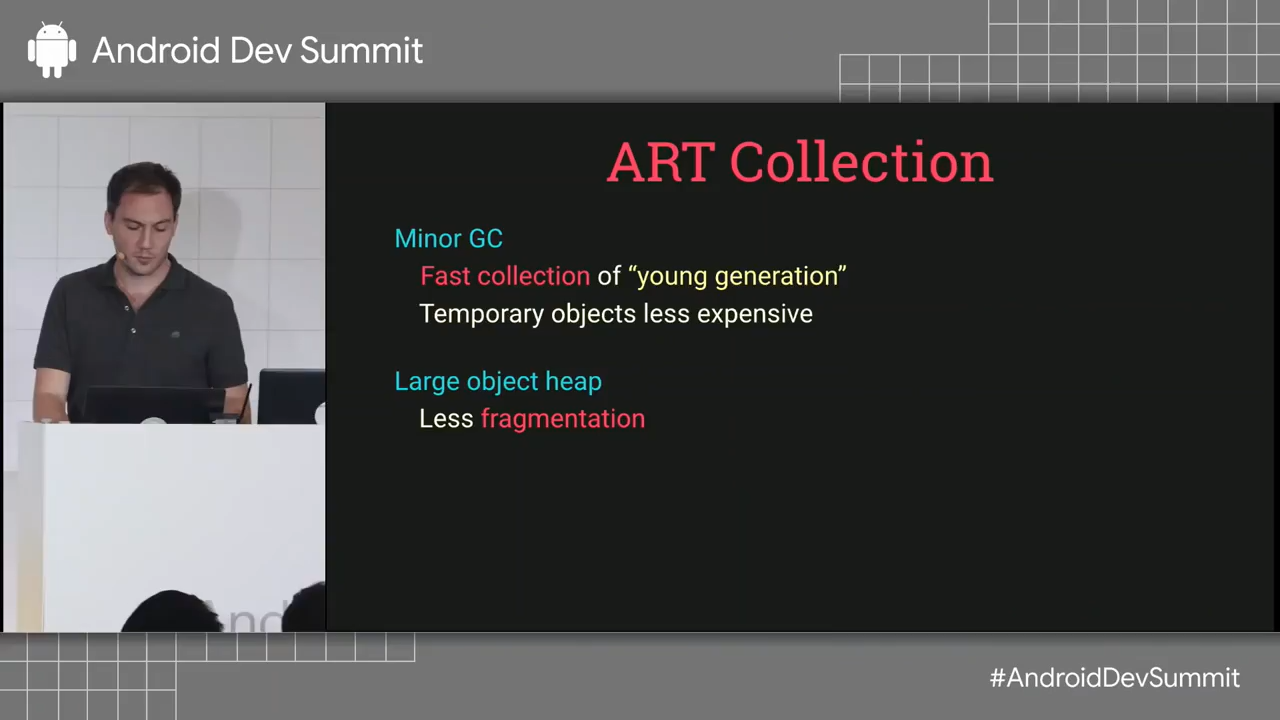 Android Dev Summit
ART Collection
Minor GC
Fast collection of “young generation”
Temporary objects less expensive
Large object heap
Less fragmentation
And
#AndroidDevSummit